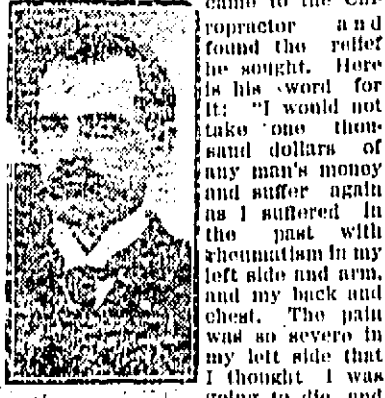 came to the Chi-
ropractor and
found the relief
he sought. Here
is his word for
it: "I would not
take one thou-
sand dollars of
any man's money
and suffer again
as I suffered in
the past with
rheumatism in my
left side and arm,
and my back and
chest. The pain
was so severe in
my left side that
I thought I was
going to die and